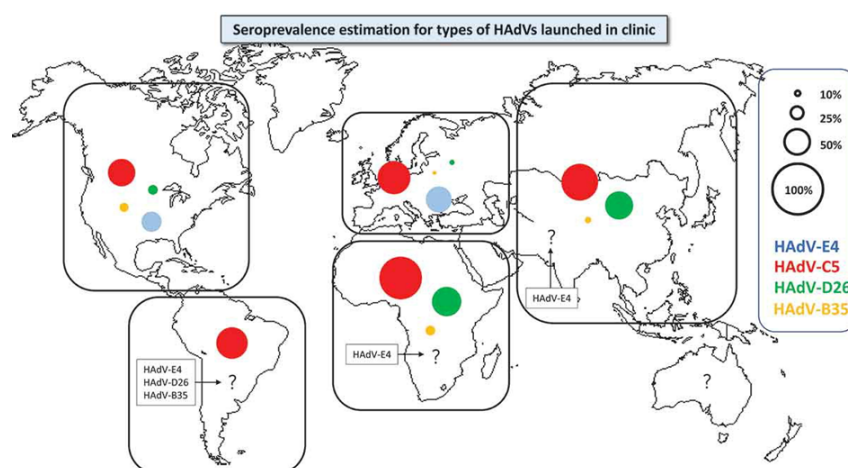 Seroprevalence estimation for types of HAdVs launched in clinic
10%
25%
50%
100%
HAdV-E4
HAdV-C5
HAdV-D26
HAdV-B35
?
HAdV-E4
HAdV-E4
?
HAdV-E4
HAdV-D26
HAdV-B35
?
?